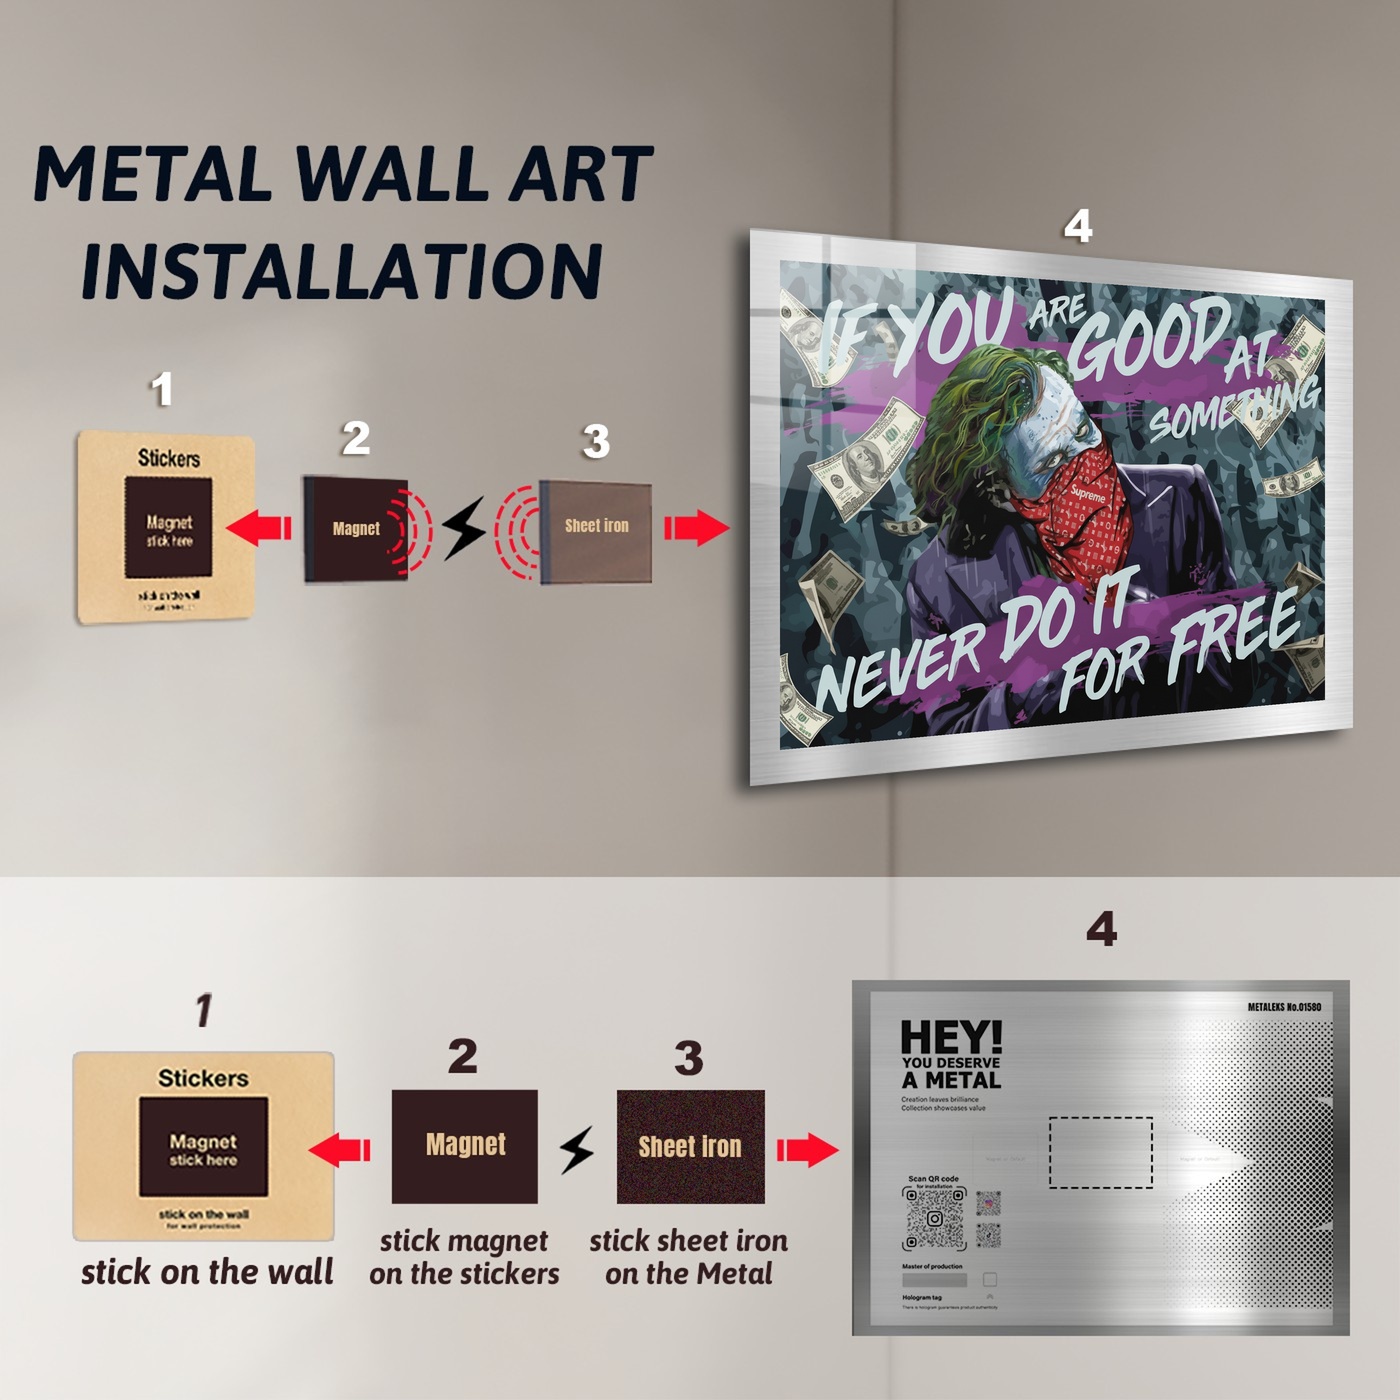 METAL WALL ART
INSTALLATION
1
2
3
4
Stickers
Magnet
stick here
stick on the wall
Magnet
Sheet iron
IF YOU ARE GOOD AT
SOMETHING
Supreme
NEVER DO IT
FOR FREE
1
2
3
4
Stickers
Magnet
stick here
stick on the wall
for wall protection
stick on the wall
Magnet
stick magnet
on the stickers
Sheet iron
stick sheet iron
on the Metal
METALEKS No.01580
HEY!
YOU DESERVE
A METAL
Creation leaves brilliance
Collection showcases value
Scan QR code
for installation
Master of production
Hologram tag